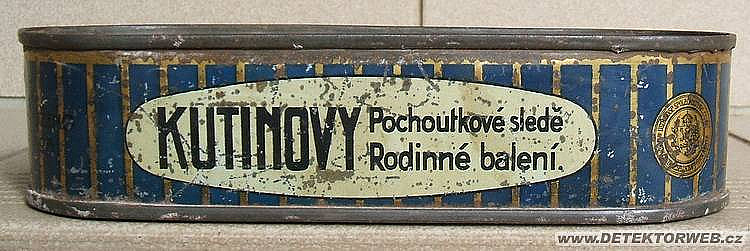 KUTINOVY
Pochoutkové sledě
Rodinné balení.
www.DETEKTORWEB.cz